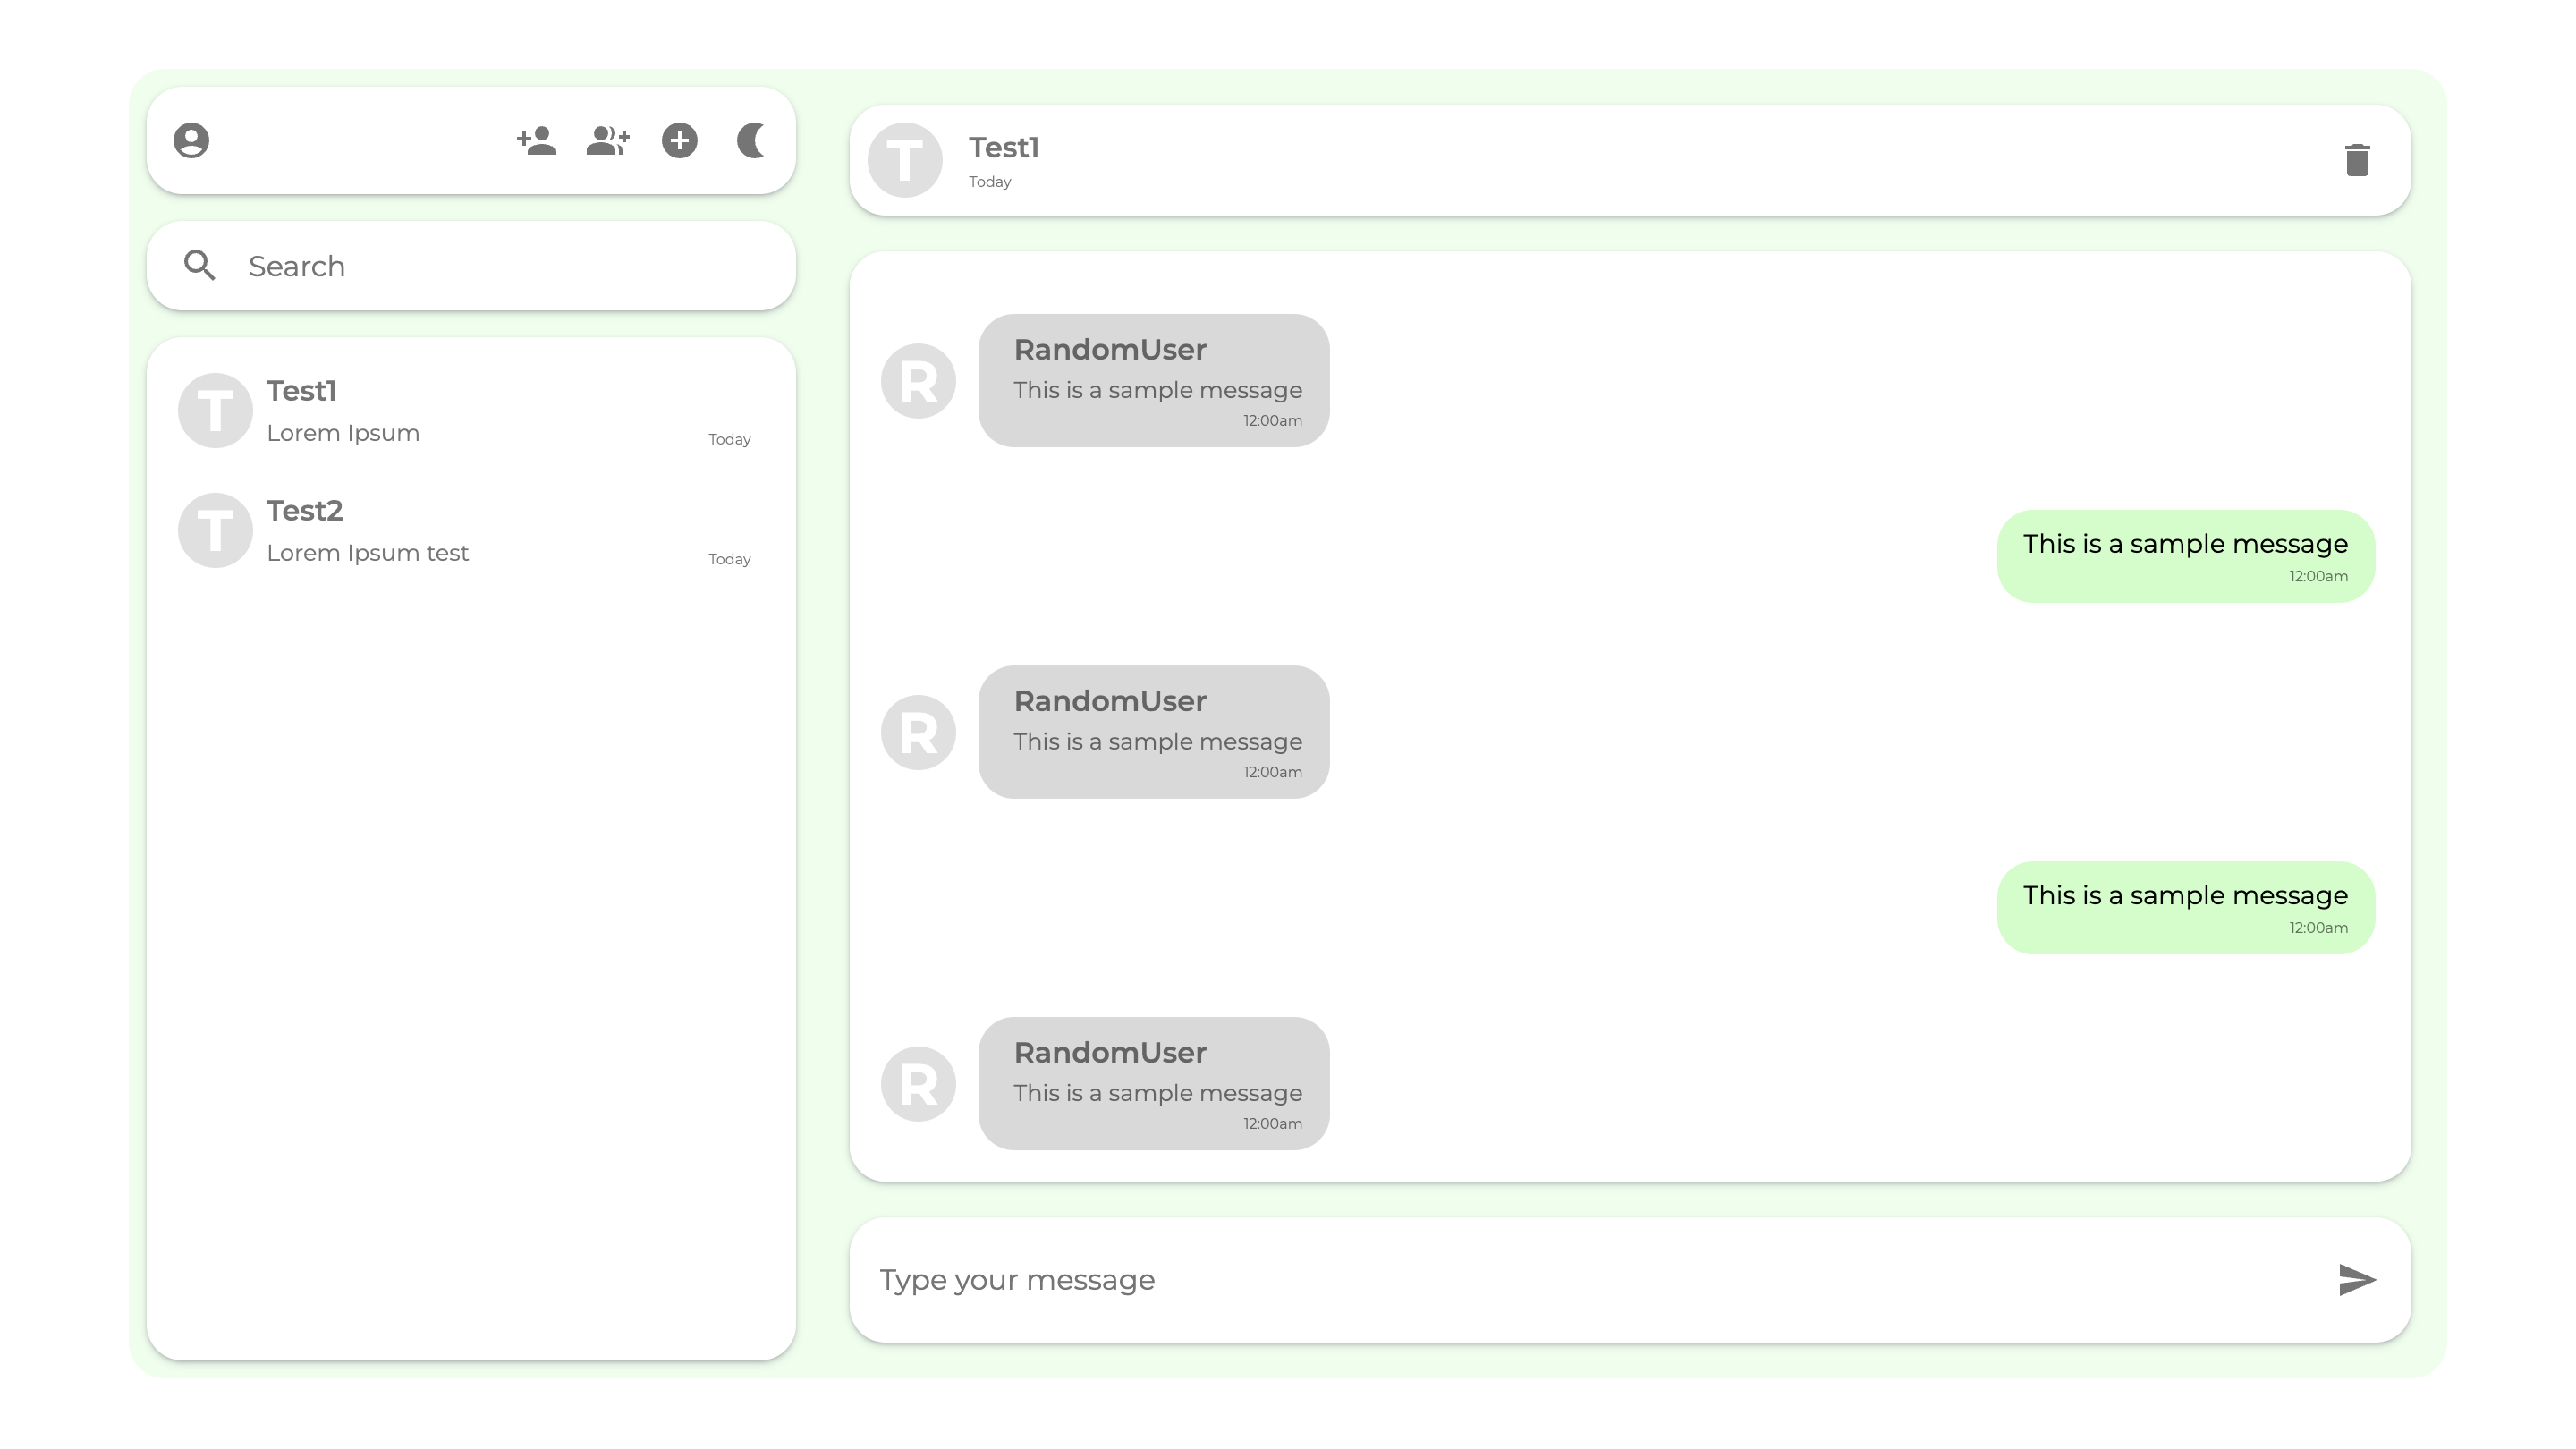 Search
T
Test1
Lorem Ipsum
Today
T
Test2
Lorem Ipsum test
Today
T
Test1
Today
R
RandomUser
This is a sample message
12:00am
This is a sample message
12:00am
R
RandomUser
This is a sample message
12:00am
This is a sample message
12:00am
R
RandomUser
This is a sample message
12:00am
Type your message